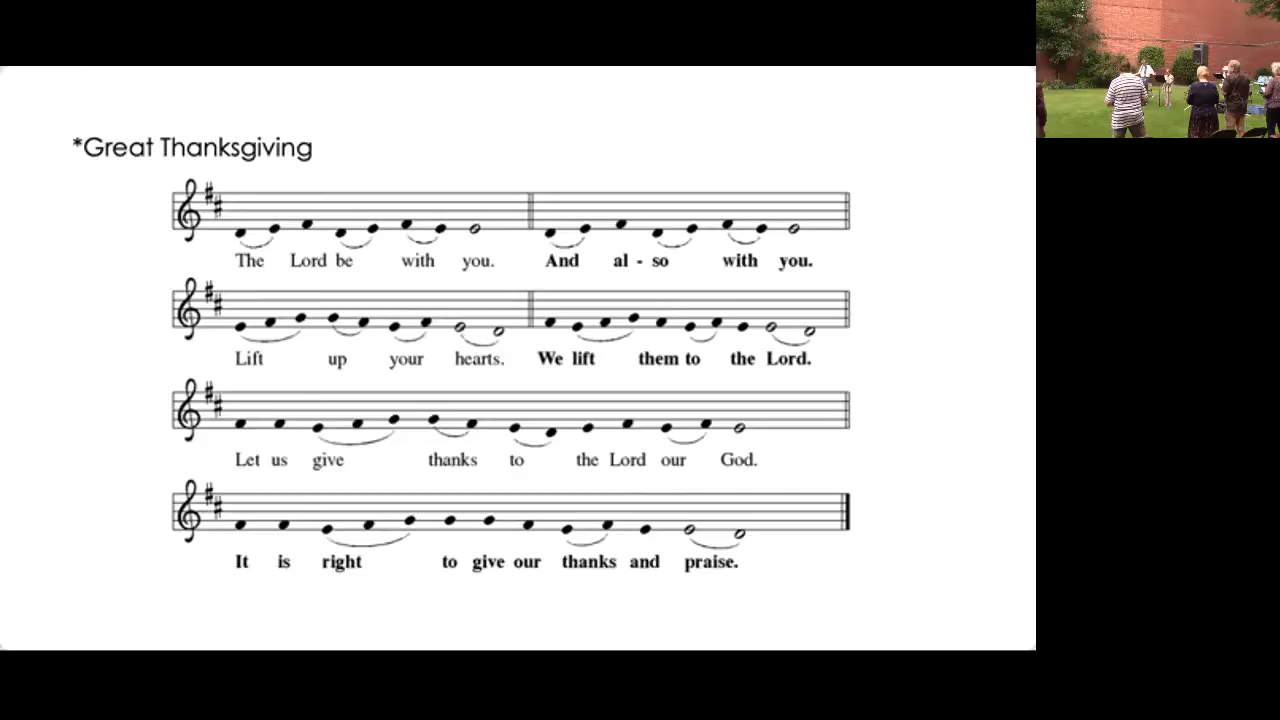 *Great Thanksgiving
The Lord be with you. And al - so with you.
Lift up your hearts. We lift them to the Lord.
Let us give thanks to the Lord our God.
It is right to give our thanks and praise.